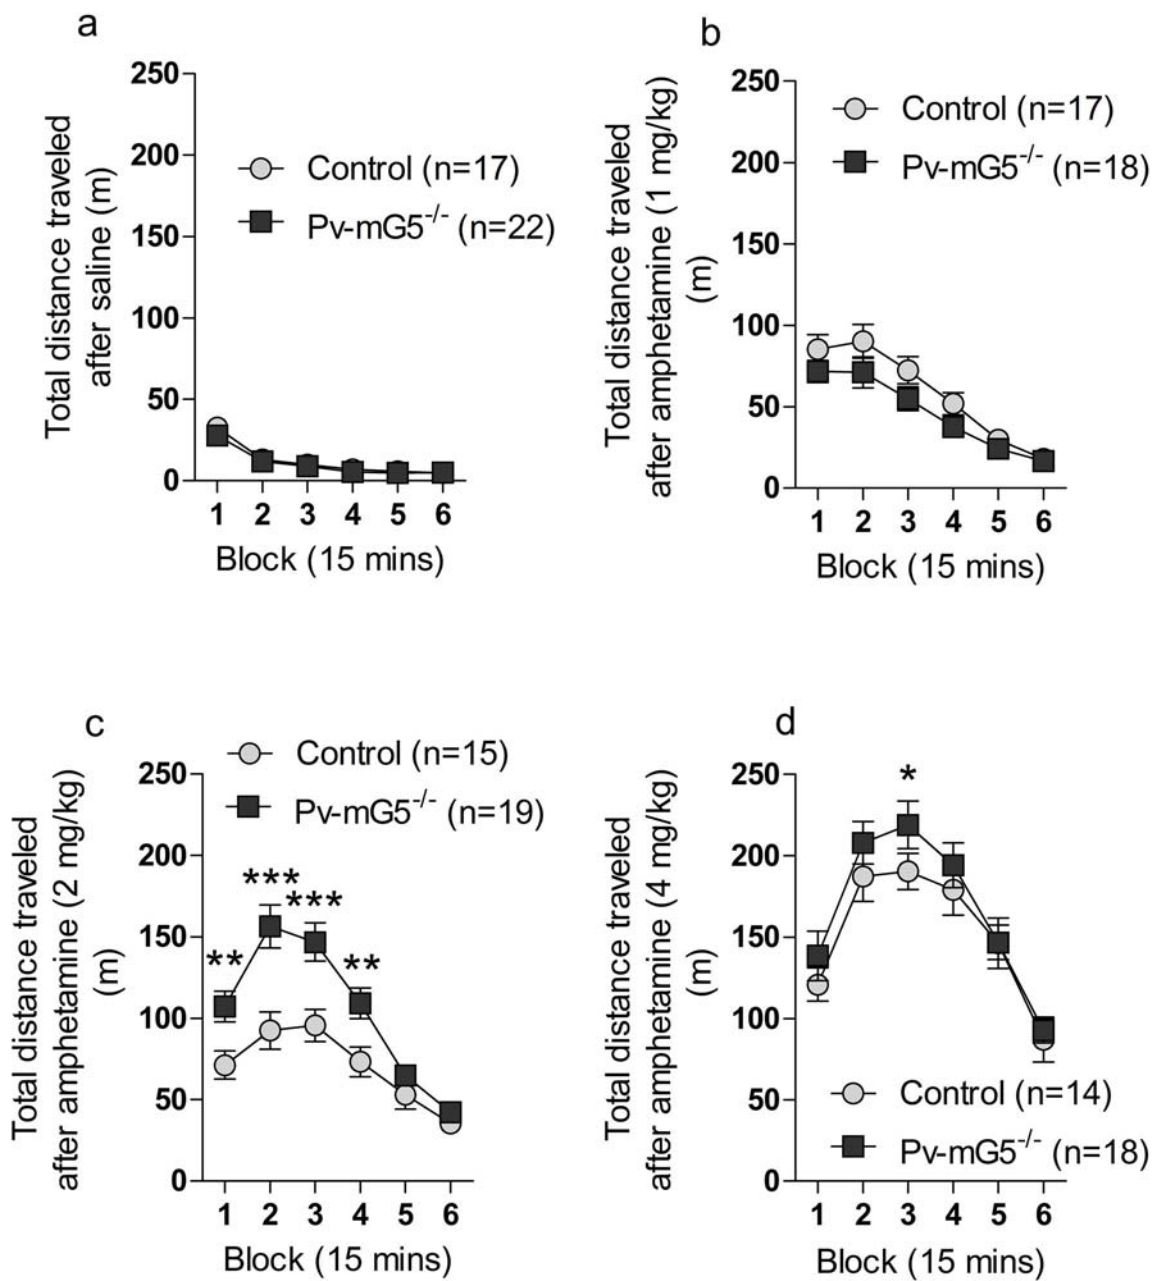 a
Total distance traveled
after saline (m)
250
200
150
100
50
0
Control (n=17)
Pv-mG5-/- (n=22)
1 2 3 4 5 6
Block (15 mins)
b
Total distance traveled
after amphetamine (1 mg/kg)
(m)
250
200
150
100
50
0
Control (n=17)
Pv-mG5-/- (n=18)
1 2 3 4 5 6
Block (15 mins)
c
Total distance traveled
after amphetamine (2 mg/kg)
(m)
250
200
150
100
50
0
Control (n=15)
Pv-mG5-/- (n=19)
**
***
***
**
1 2 3 4 5 6
Block (15 mins)
d
Total distance traveled
after amphetamine (4 mg/kg)
(m)
250
200
150
100
50
0
*
Control (n=14)
Pv-mG5-/- (n=18)
1 2 3 4 5 6
Block (15 mins)